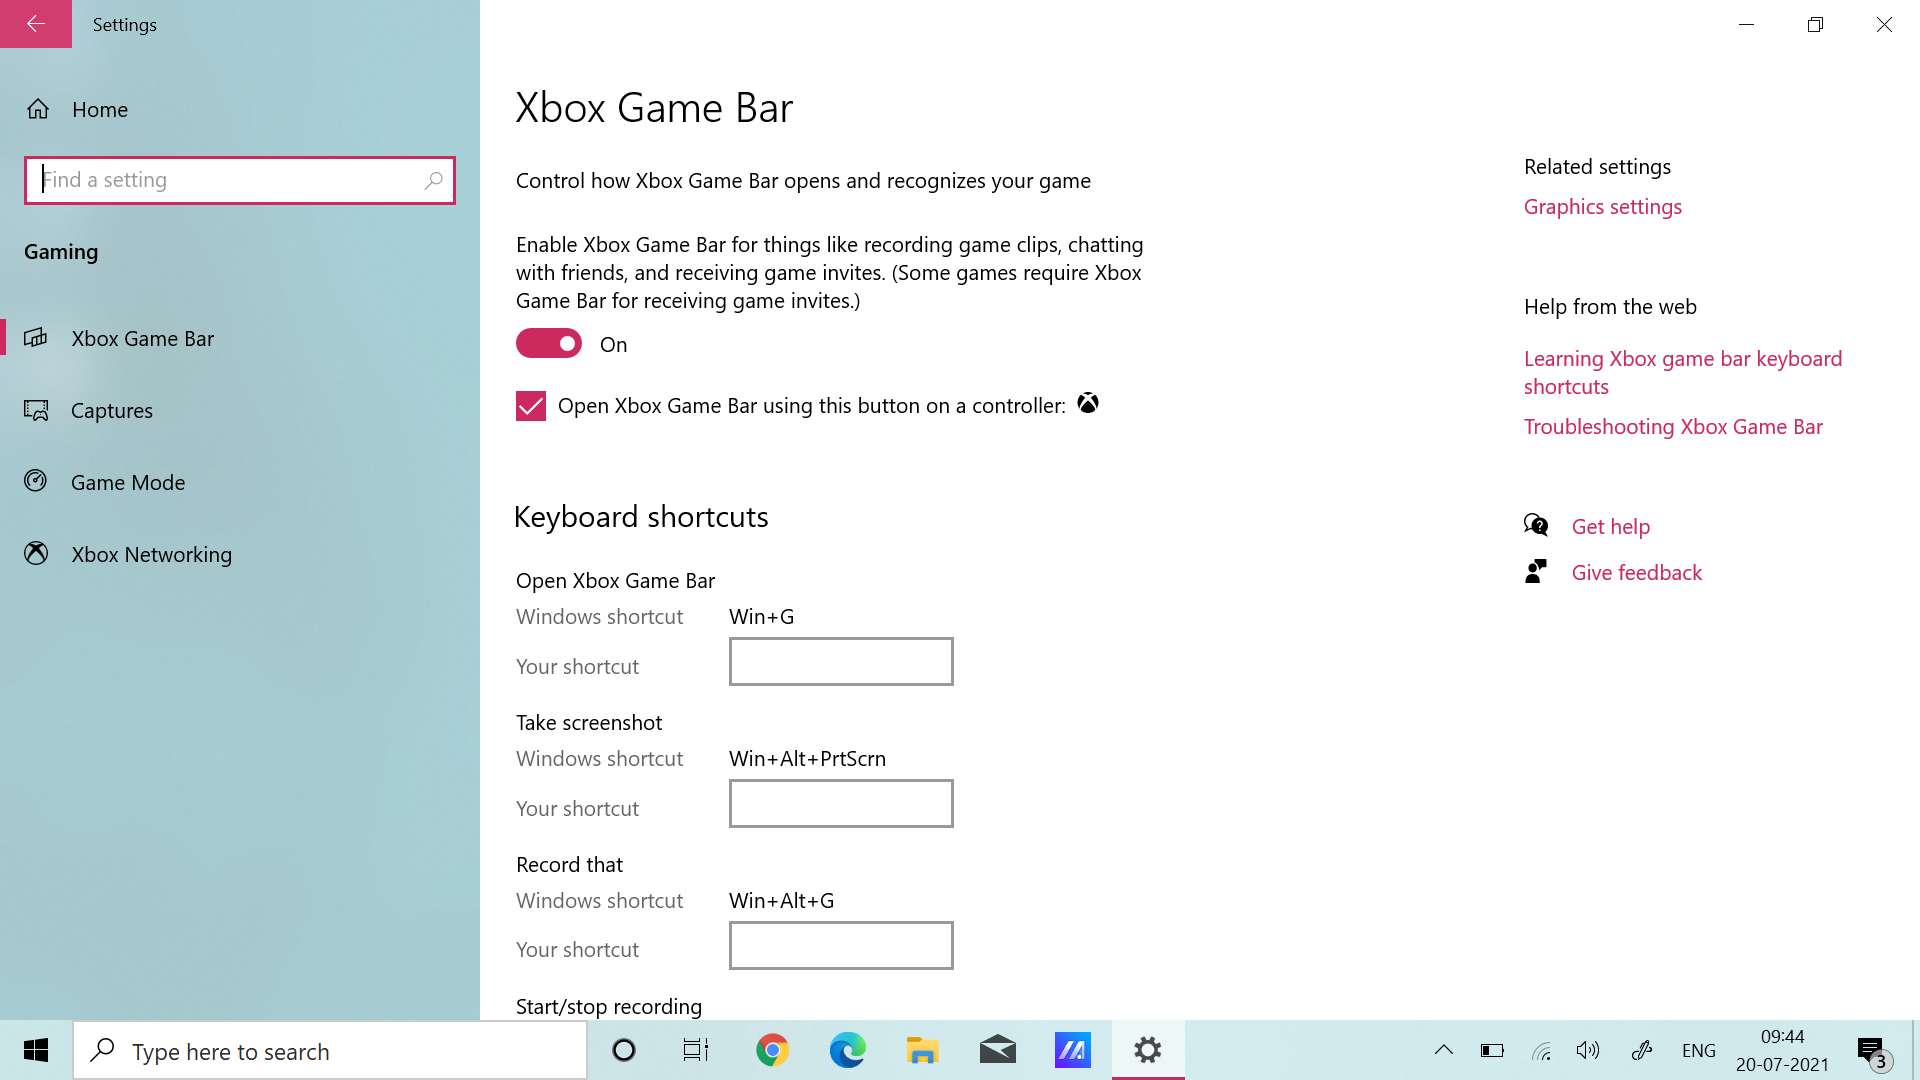 Settings
Home
Find a setting
Gaming
Xbox Game Bar
Captures
Game Mode
Xbox Networking
Xbox Game Bar
Control how Xbox Game Bar opens and recognizes your game
Enable Xbox Game Bar for things like recording game clips, chatting
with friends, and receiving game invites. (Some games require Xbox
Game Bar for receiving game invites.)
On
Open Xbox Game Bar using this button on a controller:
Keyboard shortcuts
Open Xbox Game Bar
Windows shortcut Win+G
Your shortcut
Take screenshot
Windows shortcut Win+Alt+PrtScrn
Your shortcut
Record that
Windows shortcut Win+Alt+G
Your shortcut
Start/stop recording
Related settings
Graphics settings
Help from the web
Learning Xbox game bar keyboard
shortcuts
Troubleshooting Xbox Game Bar
Get help
Give feedback
Type here to search
ENG
09:44
20-07-2021
3